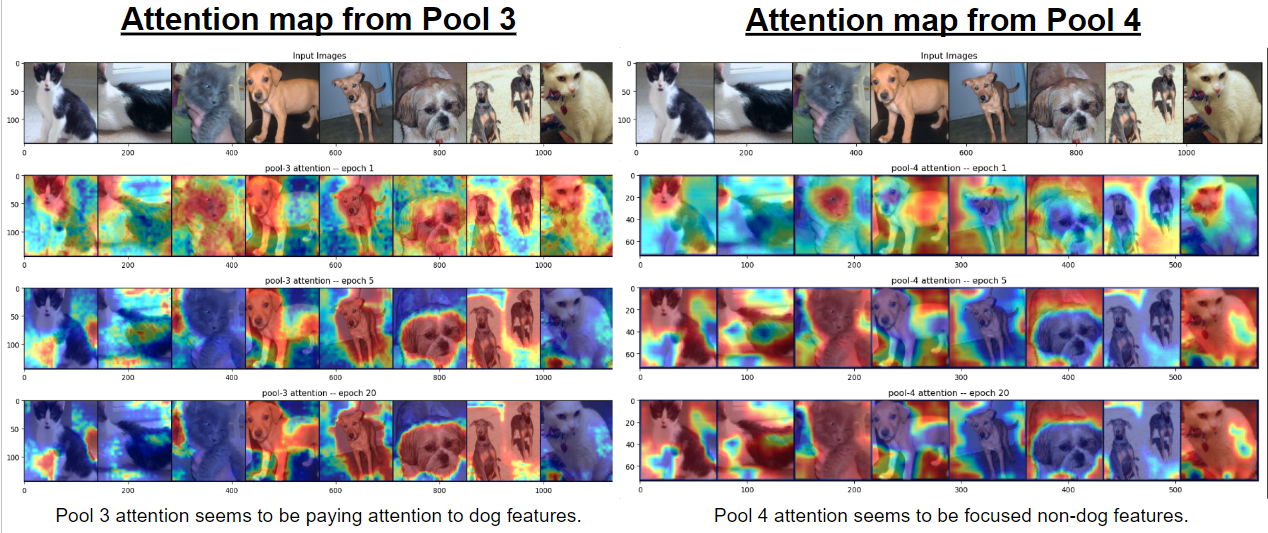 Attention map from Pool 3
Input Images
0
50
100
0 200 400 600 800 1000
pool-3 attention -- epoch 1
0
50
100
0 200 400 600 800 1000
pool-3 attention -- epoch 5
0
50
100
0 200 400 600 800 1000
pool-3 attention -- epoch 20
0
50
100
0 200 400 600 800 1000
Pool 3 attention seems to be paying attention to dog features.
Attention map from Pool 4
Input Images
0
50
100
0 200 400 600 800 1000
pool-4 attention -- epoch 1
0
20
40
60
0 100 200 300 400 500
pool-4 attention -- epoch 5
0
20
40
60
0 100 200 300 400 500
pool-4 attention -- epoch 20
0
20
40
60
0 100 200 300 400 500
Pool 4 attention seems to be focused non-dog features.